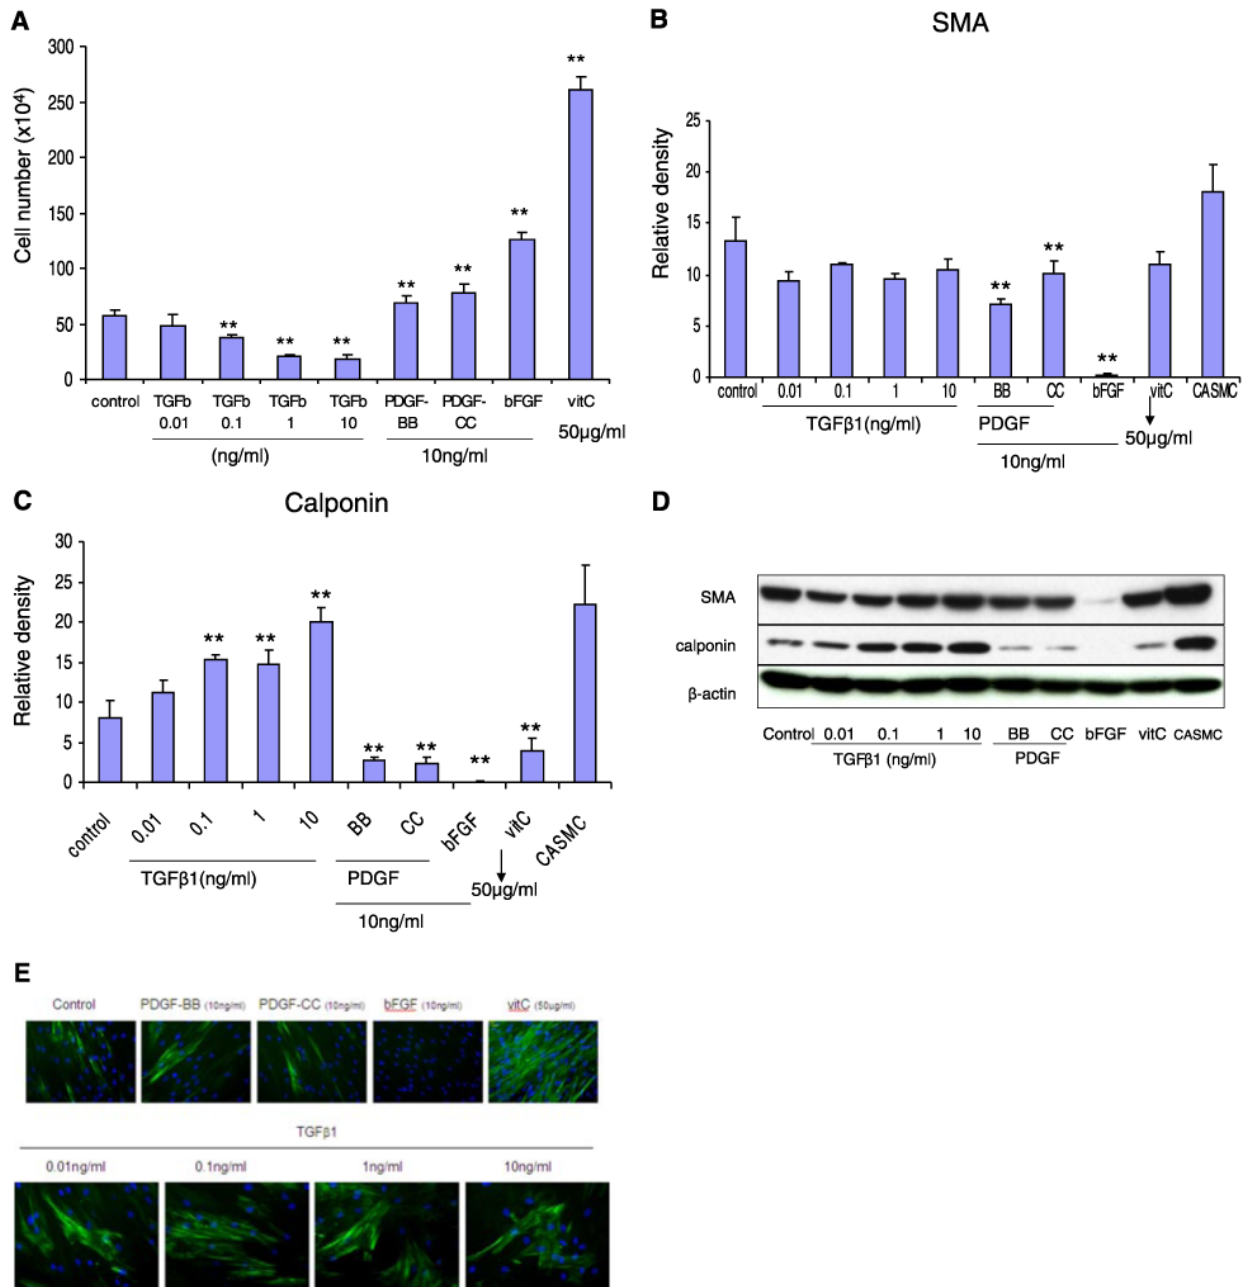 A
300
250
200
150
100
50
0
Cell number (x10⁴)
**
**
**
**
**
**
**
control
TGFb
0.01
TGFb
0.1
TGFb
1
TGFb
10
PDGF-
BB
PDGF-
CC
bFGF
vitC
(ng/ml)
10ng/ml
50µg/ml
B
SMA
25
20
15
10
5
0
Relative density
**
**
**
control
0.01
0.1
1
10
BB
CC
bFGF
vitC
CASMC
TGFβ1(ng/ml)
PDGF
50µg/ml
10ng/ml
C
Calponin
30
25
20
15
10
5
0
Relative density
**
**
**
**
**
**
**
control
0.01
0.1
1
10
BB
CC
bFGF
vitC
CASMC
TGFβ1(ng/ml)
PDGF
50µg/ml
10ng/ml
D
SMA
calponin
β-actin
Control 0.01 0.1 1 10 BB CC bFGF vitC CASMC
TGFβ1 (ng/ml) PDGF
E
Control PDGF-BB (10ng/ml) PDGF-CC (10ng/ml) bFGF (10ng/ml) vitC (50µg/ml)
TGFβ1
0.01ng/ml 0.1ng/ml 1ng/ml 10ng/ml